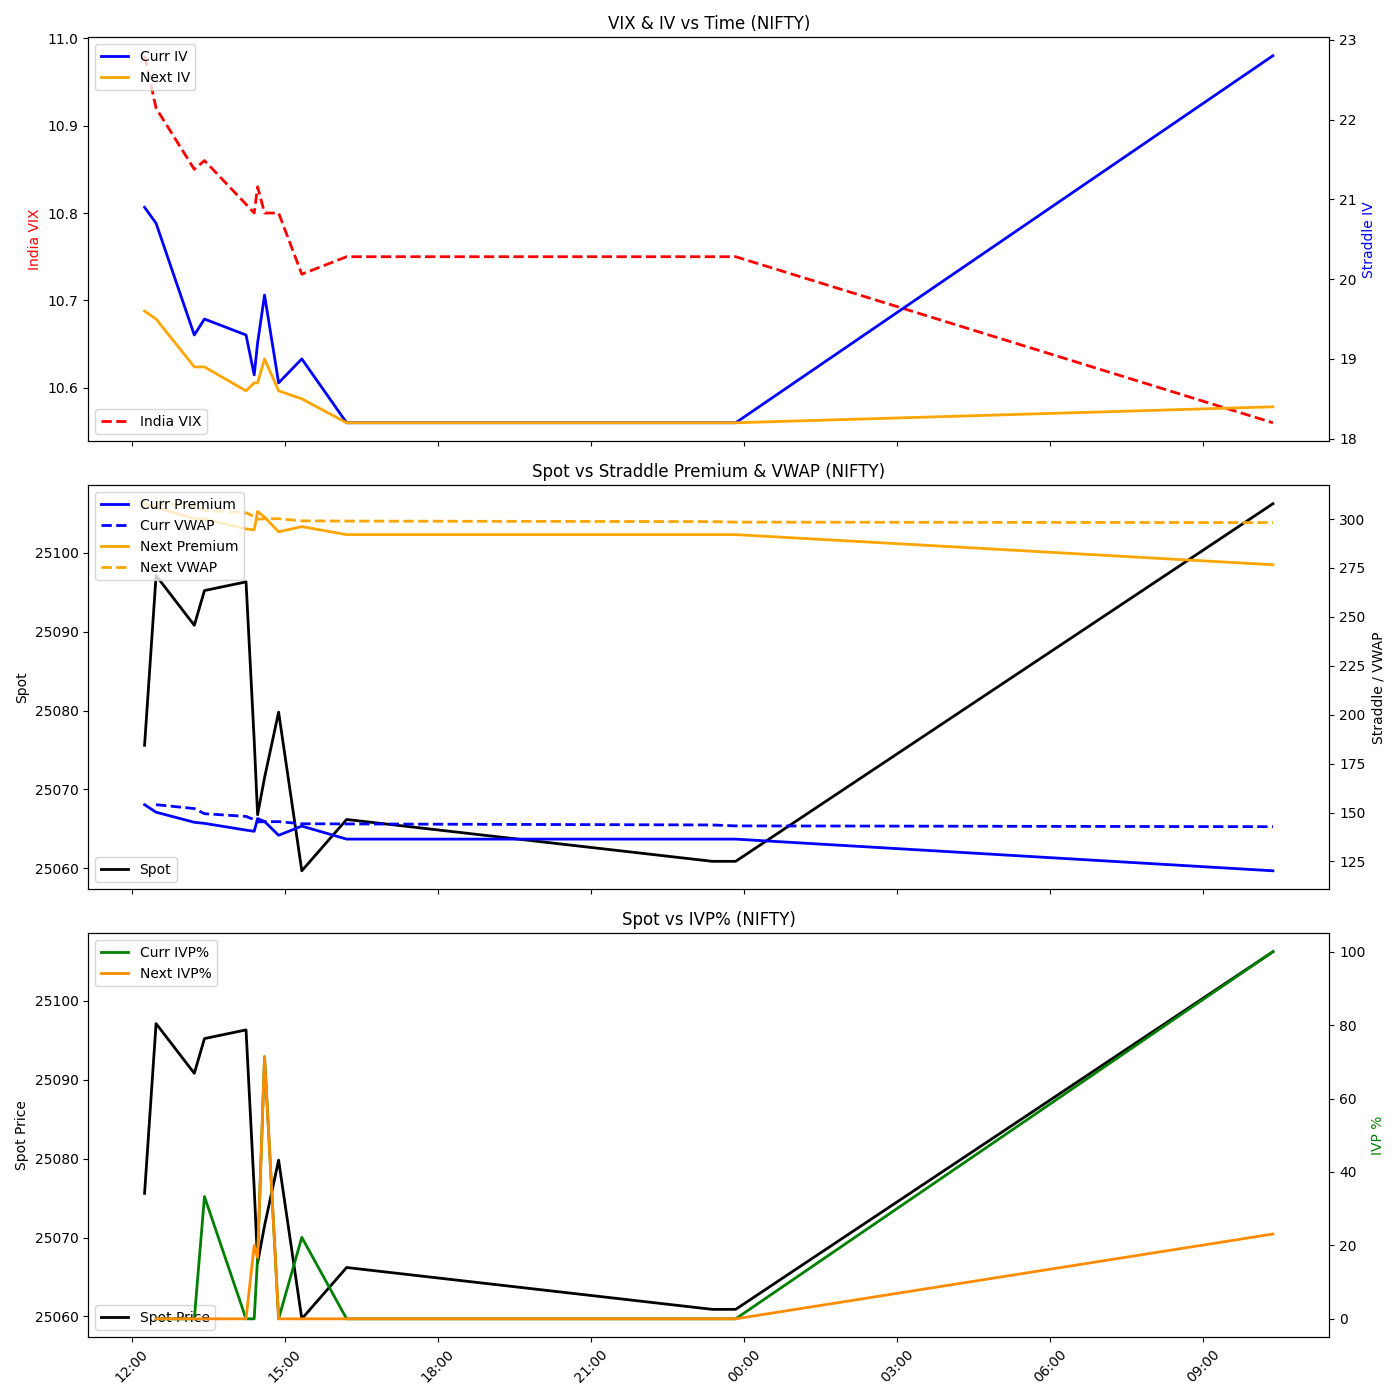 VIX & IV vs Time (NIFTY)
11.0
10.9
10.8
10.7
10.6
India VIX
Curr IV
Next IV
India VIX
23
22
21
20
19
18
Straddle IV
Spot vs Straddle Premium & VWAP (NIFTY)
25100
25090
25080
25070
25060
Spot
Curr Premium
Curr VWAP
Next Premium
Next VWAP
Spot
300
275
250
225
200
175
150
125
Straddle / VWAP
Spot vs IVP% (NIFTY)
25100
25090
25080
25070
25060
Spot Price
Curr IVP%
Next IVP%
Spot Price
100
80
60
40
20
0
IVP %
12:00
15:00
18:00
21:00
00:00
03:00
06:00
09:00